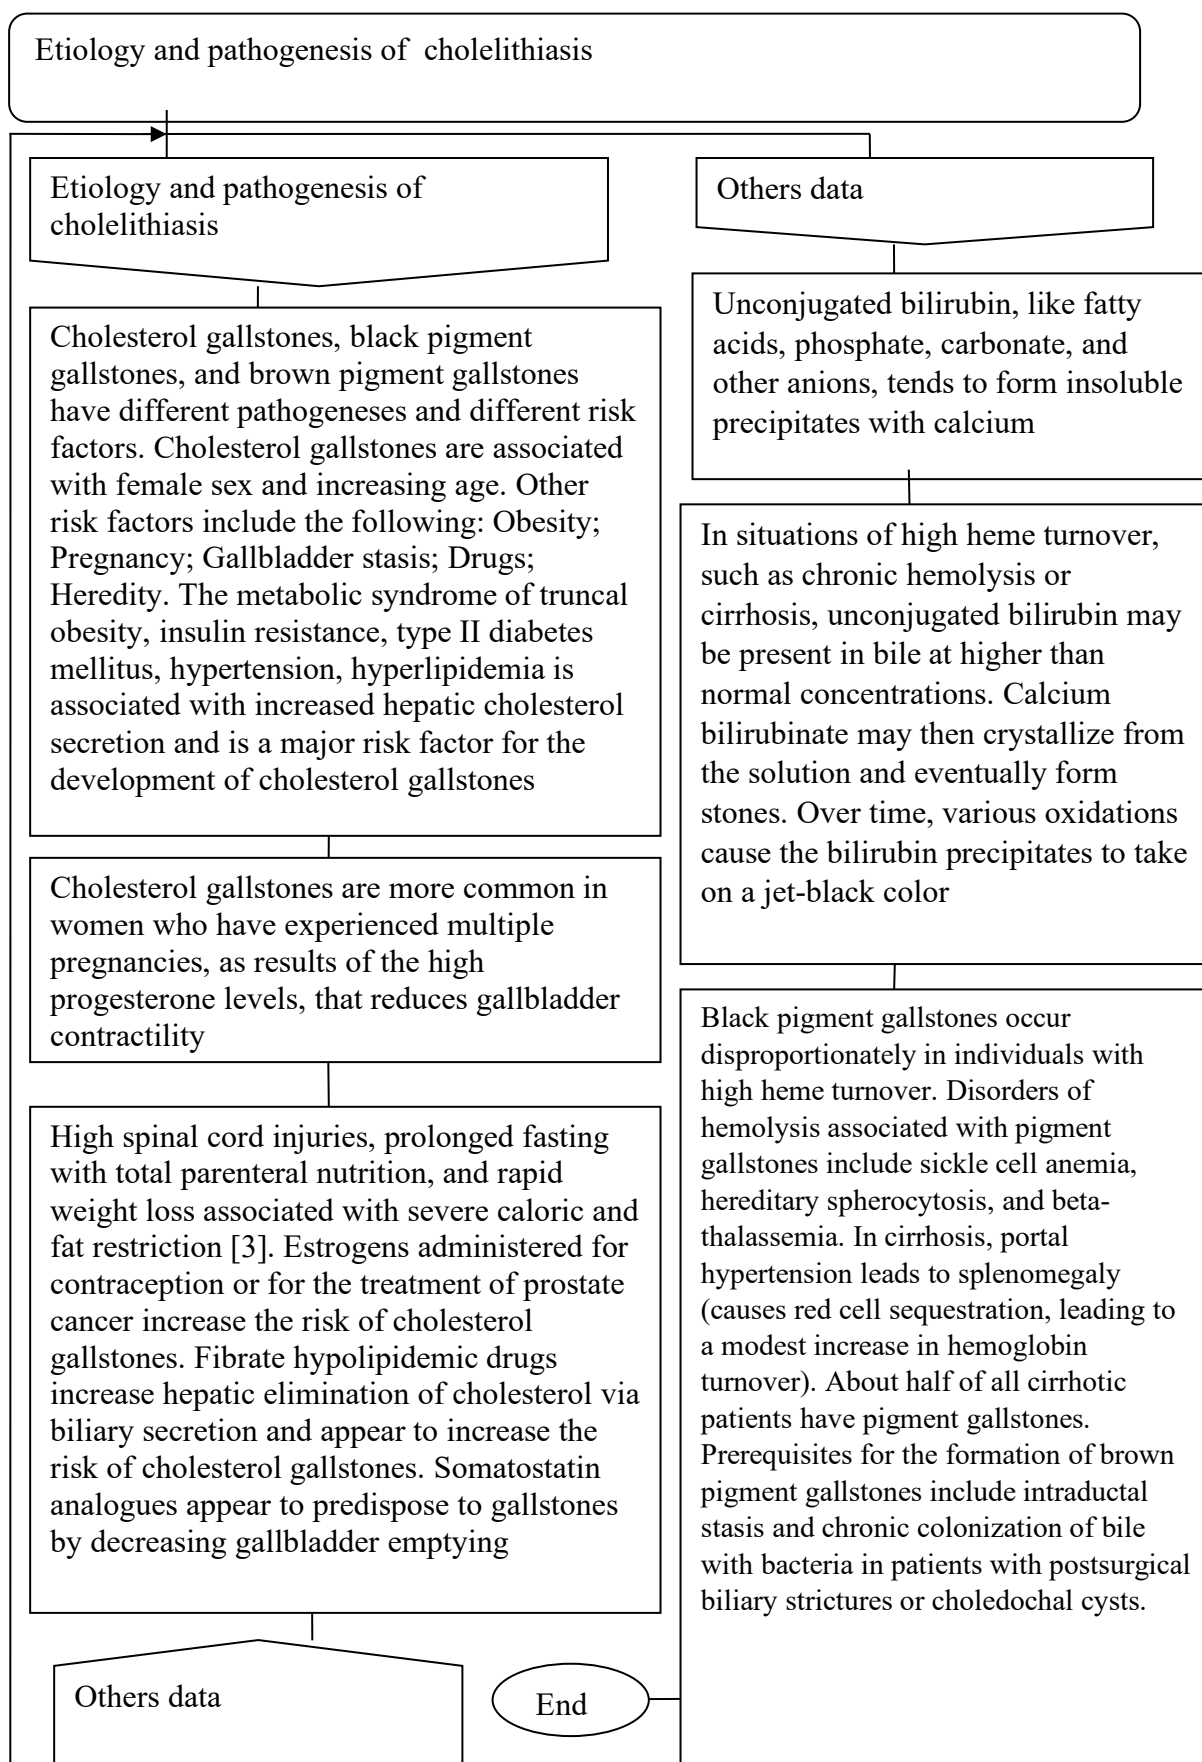 Etiology and pathogenesis of cholelithiasis
Etiology and pathogenesis of
cholelithiasis
Cholesterol gallstones, black pigment
gallstones, and brown pigment gallstones
have different pathogeneses and different risk
factors. Cholesterol gallstones are associated
with female sex and increasing age. Other
risk factors include the following: Obesity;
Pregnancy; Gallbladder stasis; Drugs;
Heredity. The metabolic syndrome of truncal
obesity, insulin resistance, type II diabetes
mellitus, hypertension, hyperlipidemia is
associated with increased hepatic cholesterol
secretion and is a major risk factor for the
development of cholesterol gallstones
Cholesterol gallstones are more common in
women who have experienced multiple
pregnancies, as results of the high
progesterone levels, that reduces gallbladder
contractility
High spinal cord injuries, prolonged fasting
with total parenteral nutrition, and rapid
weight loss associated with severe caloric and
fat restriction [3]. Estrogens administered for
contraception or for the treatment of prostate
cancer increase the risk of cholesterol
gallstones. Fibrate hypolipidemic drugs
increase hepatic elimination of cholesterol via
biliary secretion and appear to increase the
risk of cholesterol gallstones. Somatostatin
analogues appear to predispose to gallstones
by decreasing gallbladder emptying
Others data
Others data
Unconjugated bilirubin, like fatty
acids, phosphate, carbonate, and
other anions, tends to form insoluble
precipitates with calcium
In situations of high heme turnover,
such as chronic hemolysis or
cirrhosis, unconjugated bilirubin may
be present in bile at higher than
normal concentrations. Calcium
bilirubinate may then crystallize from
the solution and eventually form
stones. Over time, various oxidations
cause the bilirubin precipitates to take
on a jet-black color
Black pigment gallstones occur
disproportionately in individuals with
high heme turnover. Disorders of
hemolysis associated with pigment
gallstones include sickle cell anemia,
hereditary spherocytosis, and beta-
thalassemia. In cirrhosis, portal
hypertension leads to splenomegaly
(causes red cell sequestration, leading to
a modest increase in hemoglobin
turnover). About half of all cirrhotic
patients have pigment gallstones.
Prerequisites for the formation of brown
pigment gallstones include intraductal
stasis and chronic colonization of bile
with bacteria in patients with postsurgical
biliary strictures or choledochal cysts.
End